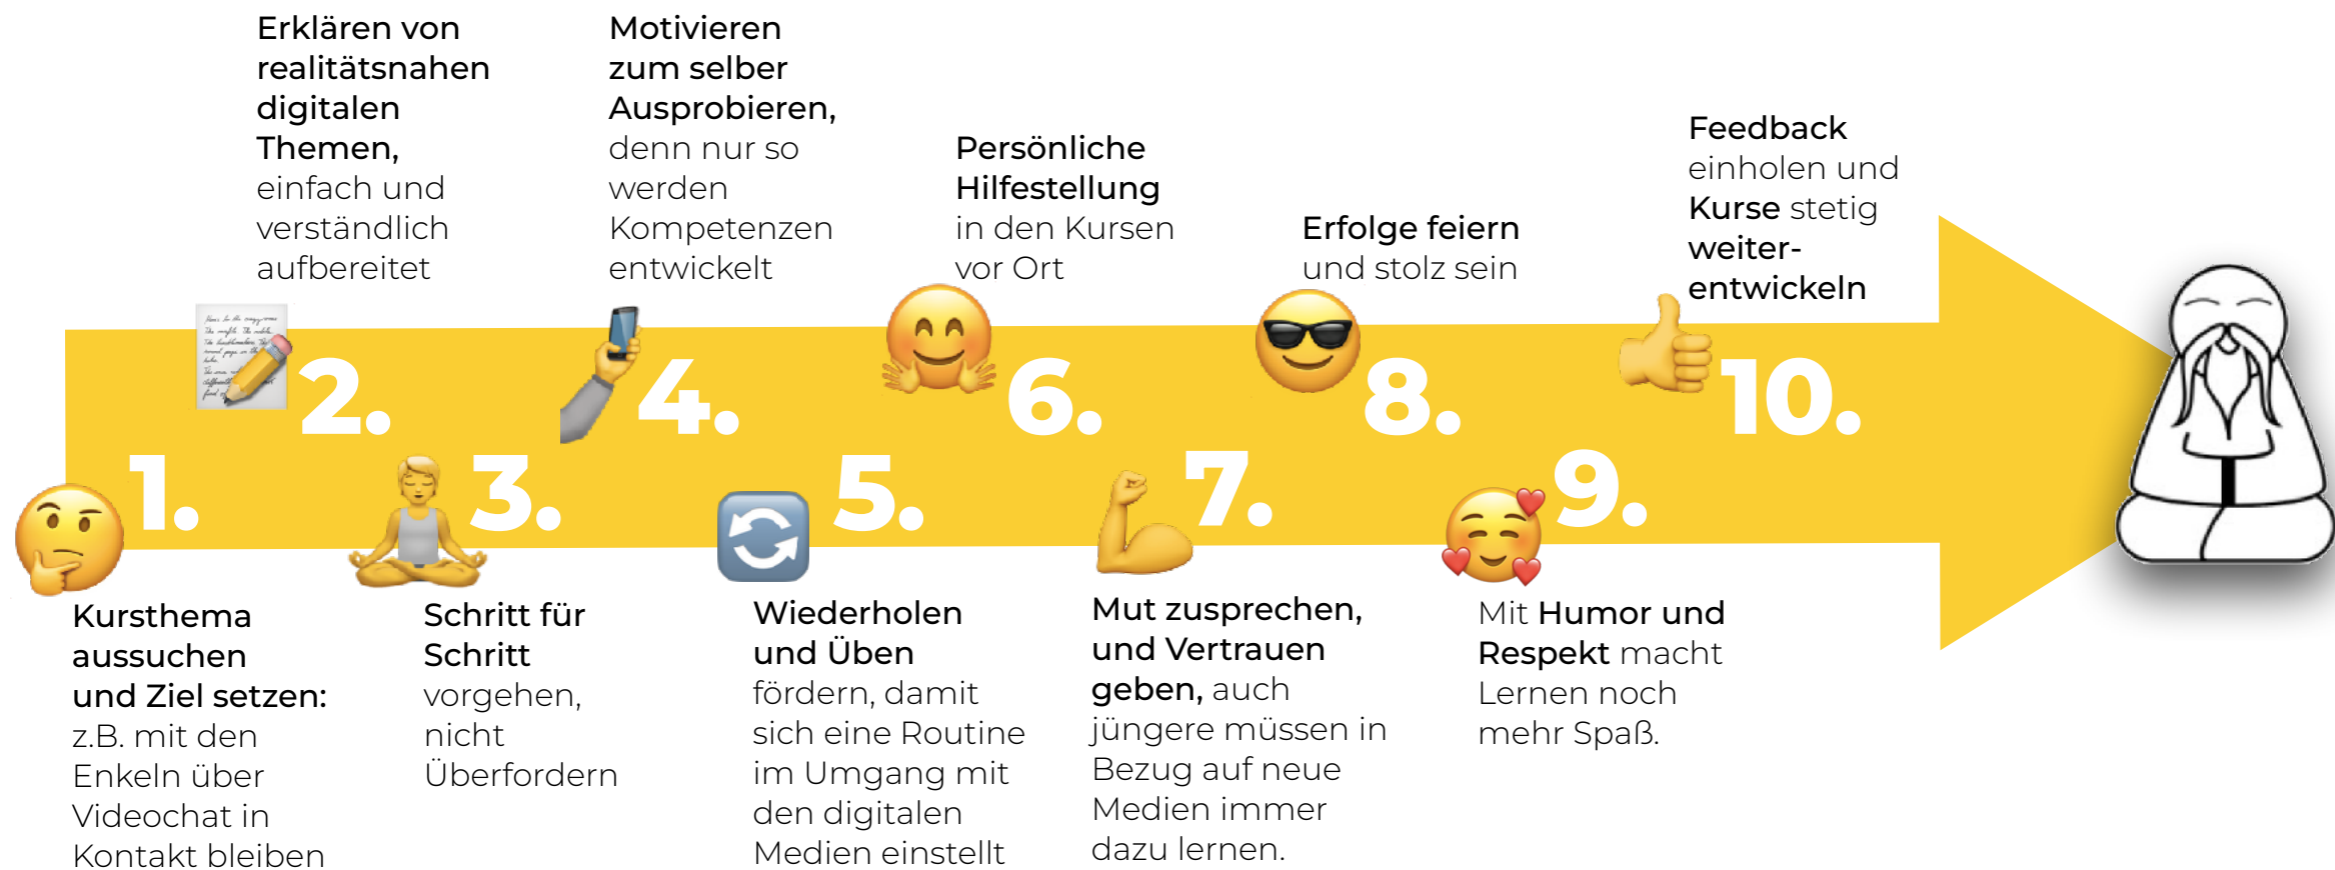 1.
Kursthema
aussuchen
und Ziel setzen:
z.B. mit den
Enkeln über
Videochat in
Kontakt bleiben
2.
Erklären von
realitätsnahen
digitalen
Themen,
einfach und
verständlich
aufbereitet
3.
Schritt für
Schritt
vorgehen,
nicht
Überfordern
4.
Motivieren
zum selber
Ausprobieren,
denn nur so
werden
Kompetenzen
entwickelt
5.
Wiederholen
und Üben
fördern, damit
sich eine Routine
im Umgang mit
den digitalen
Medien einstellt
6.
Persönliche
Hilfestellung
in den Kursen
vor Ort
7.
Mut zusprechen,
und Vertrauen
geben, auch
jüngere müssen in
Bezug auf neue
Medien immer
dazu lernen.
8.
Erfolge feiern
und stolz sein
9.
Mit Humor und
Respekt macht
Lernen noch
mehr Spaß.
10.
Feedback
einholen und
Kurse stetig
weiter-
entwickeln